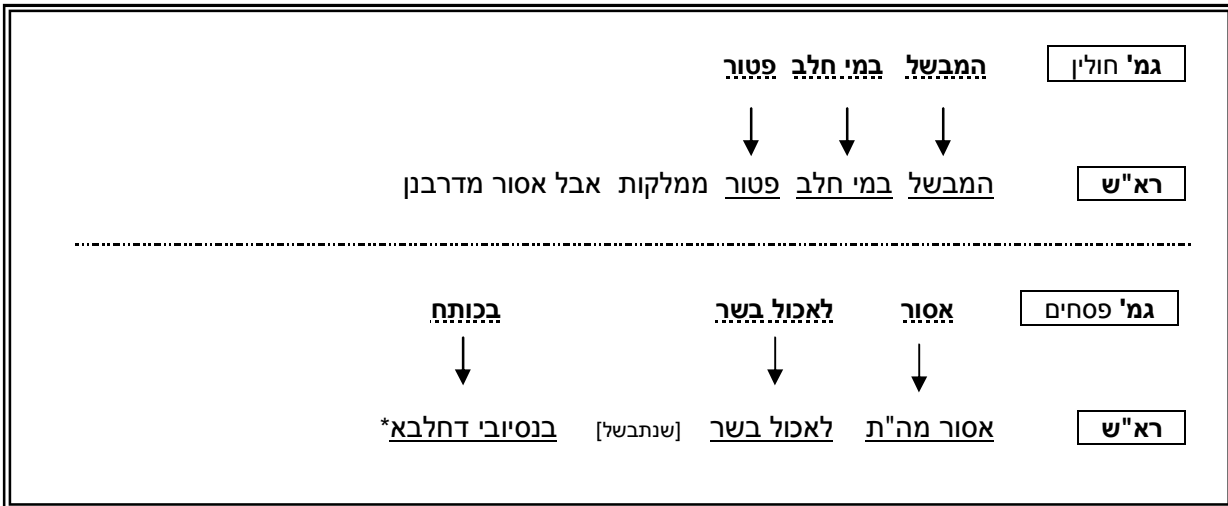 גמ' חולין המבשל במי חלב פטור
רא"ש המבשל במי חלב פטור ממלקות אבל אסור מדרבנן
גמ' פסחים אסור לאכול בשר בכותח
רא"ש אסור מה"ת לאכול בשר [שנתבשל] בנסיובי דחלבא*